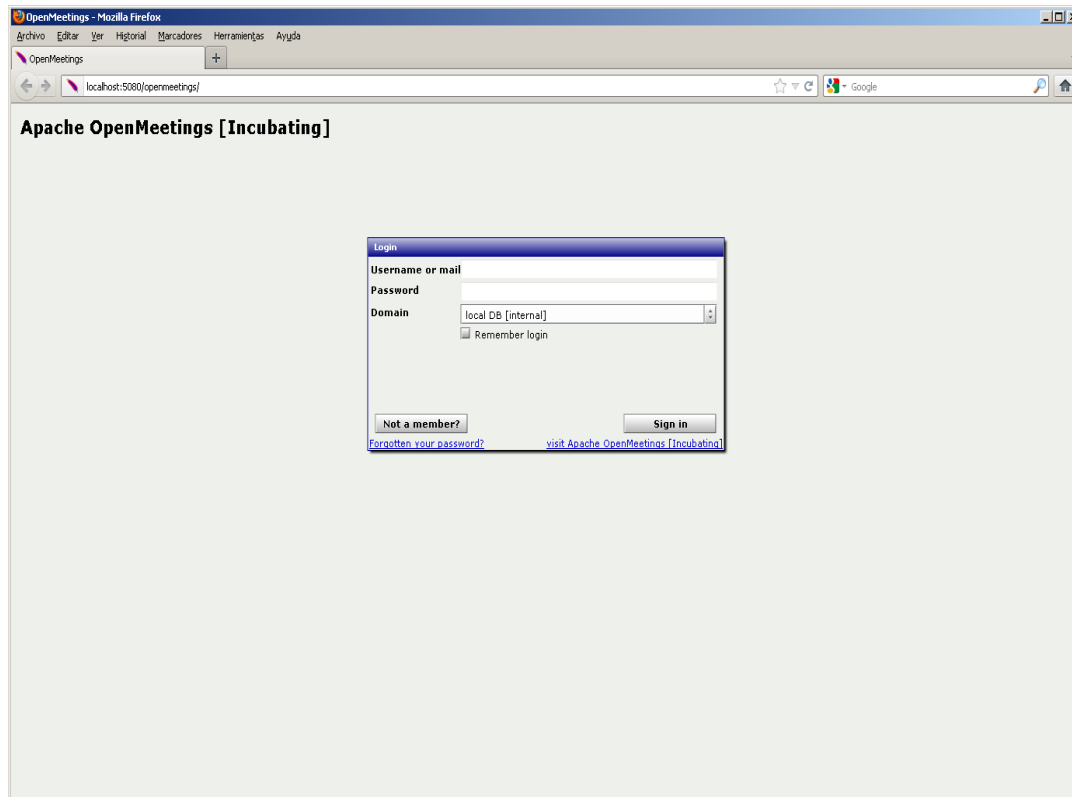 OpenMeetings - Mozilla Firefox
Archivo Editar Ver Historial Marcadores Herramientas Ayuda
OpenMeetings
localhost:5080/openmeetings/ Google
Apache OpenMeetings [Incubating]
Login
Username or mail
Password
Domain local DB [internal]
Remember login
Not a member? Sign in
Forgotten your password? visit Apache OpenMeetings [Incubating]